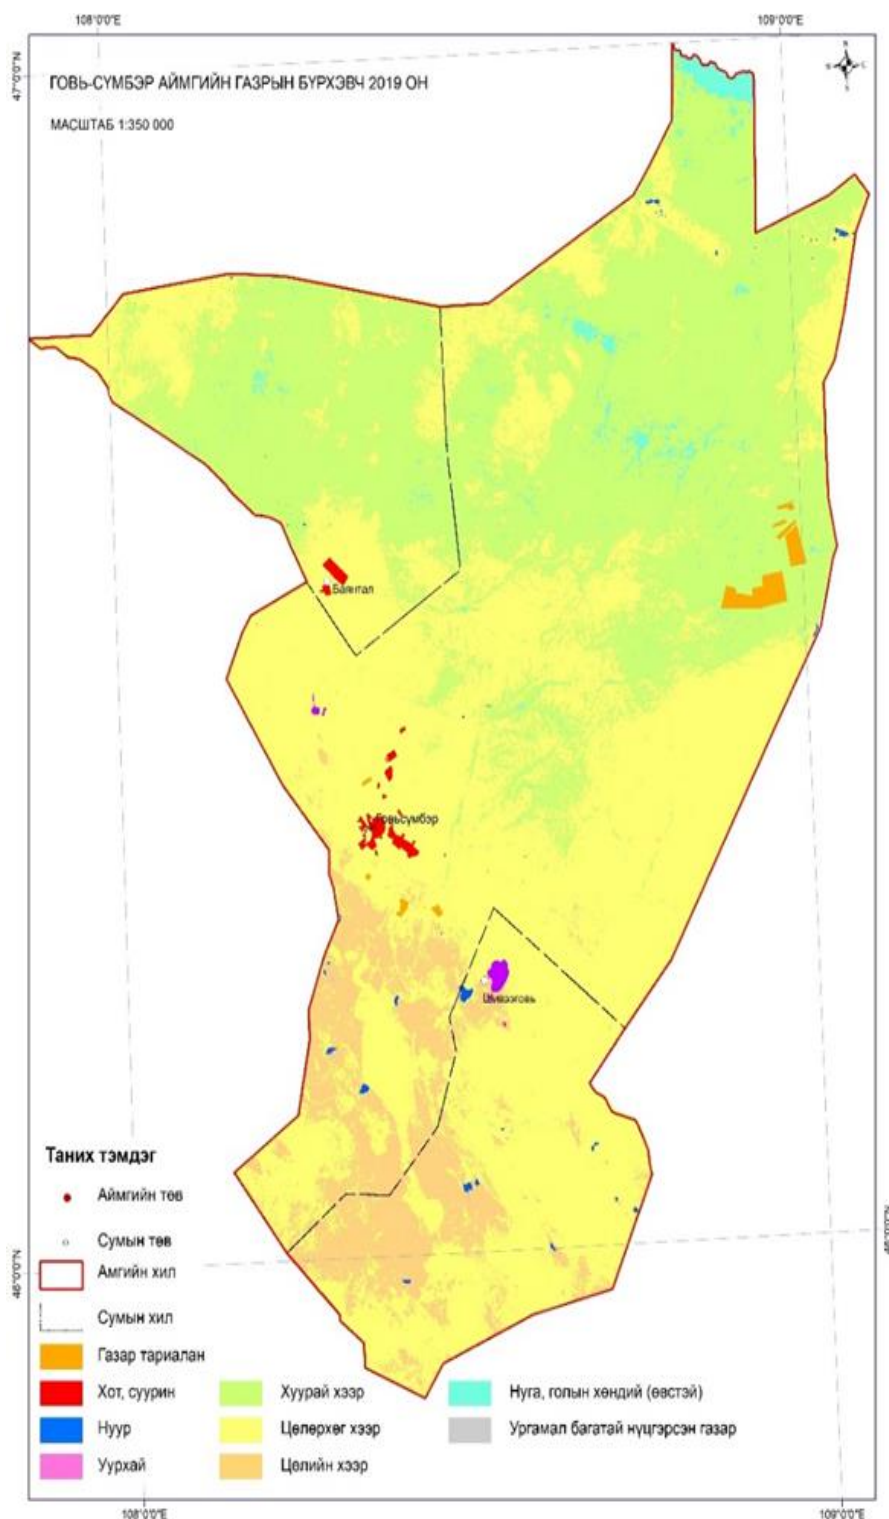 108°0'0"E
109°0'0"E
47°0'0"N
ГОВЬ-СҮМБЭР АЙМГИЙН ГАЗРЫН БҮРХЭВЧ 2019 ОН
МАСШТАБ 1:350 000
Баянтал
Говьсүмбэр
Шивээговь
Таних тэмдэг
Аймгийн төв
Сумын төв
Амгийн хил
Сумын хил
Газар тариалан
Хот, суурин
Хуурай хээр
Нуга, голын хөндий (өвстэй)
Нуур
Цөлөрхөг хээр
Ургамал багатай нүцгэрсэн газар
Уурхай
Цөлийн хээр
46°0'0"N
46°0'0"N
108°0'0"E
109°0'0"E